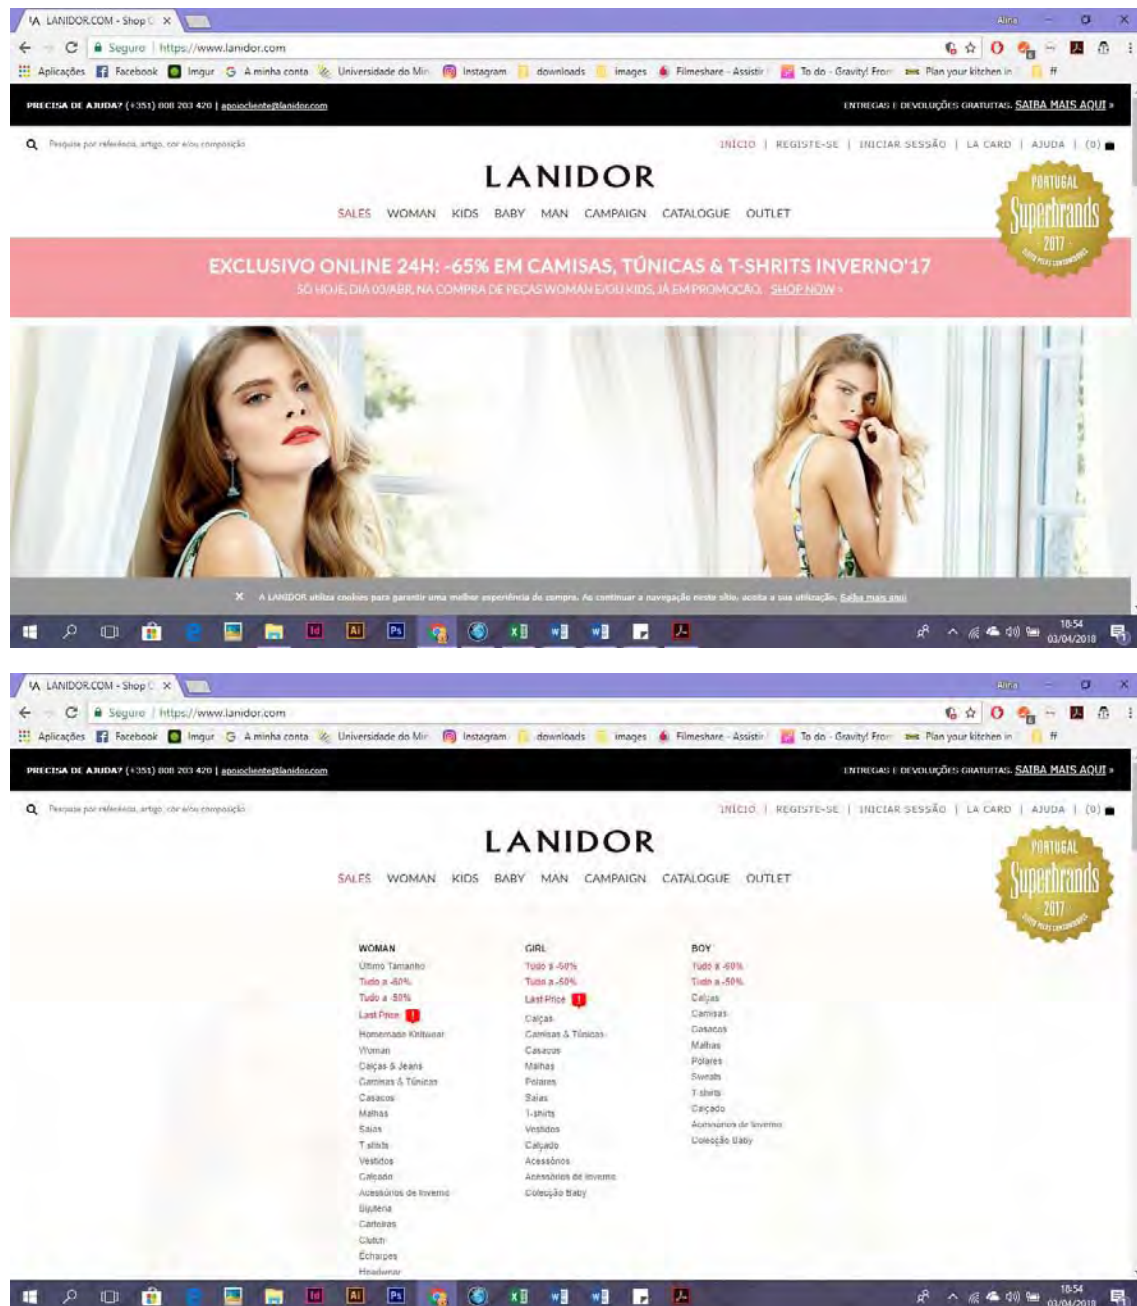 LANIDOR.COM - Shop
Alina
Seguro | https://www.lanidor.com
Aplicações Facebook Imgur A minha conta Universidade do Min Instagram downloads images Filmeshare - Assistir To do - Gravity! From Plan your kitchen in ff
PRECISA DE AJUDA? (+351) 808 203 420 | apoiocliente@lanidor.com
ENTREGAS E DEVOLUÇÕES GRATUITAS. SAIBA MAIS AQUI »
Pesquise por referência, artigo, cor e/ou composição
INÍCIO | REGISTE-SE | INICIAR SESSÃO | LA CARD | AJUDA | (0)
LANIDOR
PORTUGAL
Superbrands
2017
SALES WOMAN KIDS BABY MAN CAMPAIGN CATALOGUE OUTLET
EXCLUSIVO ONLINE 24H: -65% EM CAMISAS, TÚNICAS & T-SHRITS INVERNO'17
SÓ HOJE, DIA 03/ABR, NA COMPRA DE PEÇAS WOMAN E/OU KIDS, JÁ EM PROMOÇÃO. SHOP NOW »
X A LANIDOR utiliza cookies para garantir uma melhor experiência de compra. Ao continuar a navegação neste sítio, aceita a sua utilização. Saiba mais aqui
18:54
03/04/2018
LANIDOR.COM - Shop
Alina
Seguro | https://www.lanidor.com
Aplicações Facebook Imgur A minha conta Universidade do Min Instagram downloads images Filmeshare - Assistir To do - Gravity! From Plan your kitchen in ff
PRECISA DE AJUDA? (+351) 808 203 420 | apoiocliente@lanidor.com
ENTREGAS E DEVOLUÇÕES GRATUITAS. SAIBA MAIS AQUI »
Pesquise por referência, artigo, cor e/ou composição
INÍCIO | REGISTE-SE | INICIAR SESSÃO | LA CARD | AJUDA | (0)
LANIDOR
PORTUGAL
Superbrands
2017
SALES WOMAN KIDS BABY MAN CAMPAIGN CATALOGUE OUTLET
WOMAN
Último Tamanho
Tudo a -60%
Tudo a -50%
Last Price
Homemade Knitwear
Woman
Calças & Jeans
Camisas & Túnicas
Casacos
Malhas
Saias
T-shirts
Vestidos
Calçado
Acessórios de Inverno
Bijuteria
Carteiras
Clutch
Écharpes
Headwear
GIRL
Tudo a -60%
Tudo a -50%
Last Price
Calças
Camisas & Túnicas
Casacos
Malhas
Polares
Saias
T-shirts
Vestidos
Calçado
Acessórios
Acessórios de Inverno
Colecção Baby
BOY
Tudo a -60%
Tudo a -50%
Calças
Camisas
Casacos
Malhas
Polares
Sweats
T-shirts
Calçado
Acessórios de Inverno
Colecção Baby
18:54
03/04/2018